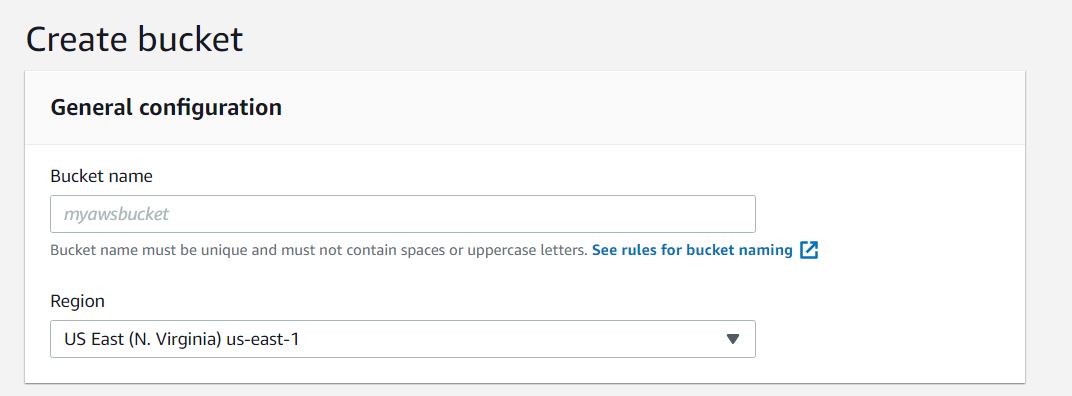 Create bucket
General configuration
Bucket name
myawsbucket
Bucket name must be unique and must not contain spaces or uppercase letters. See rules for bucket naming
Region
US East (N. Virginia) us-east-1